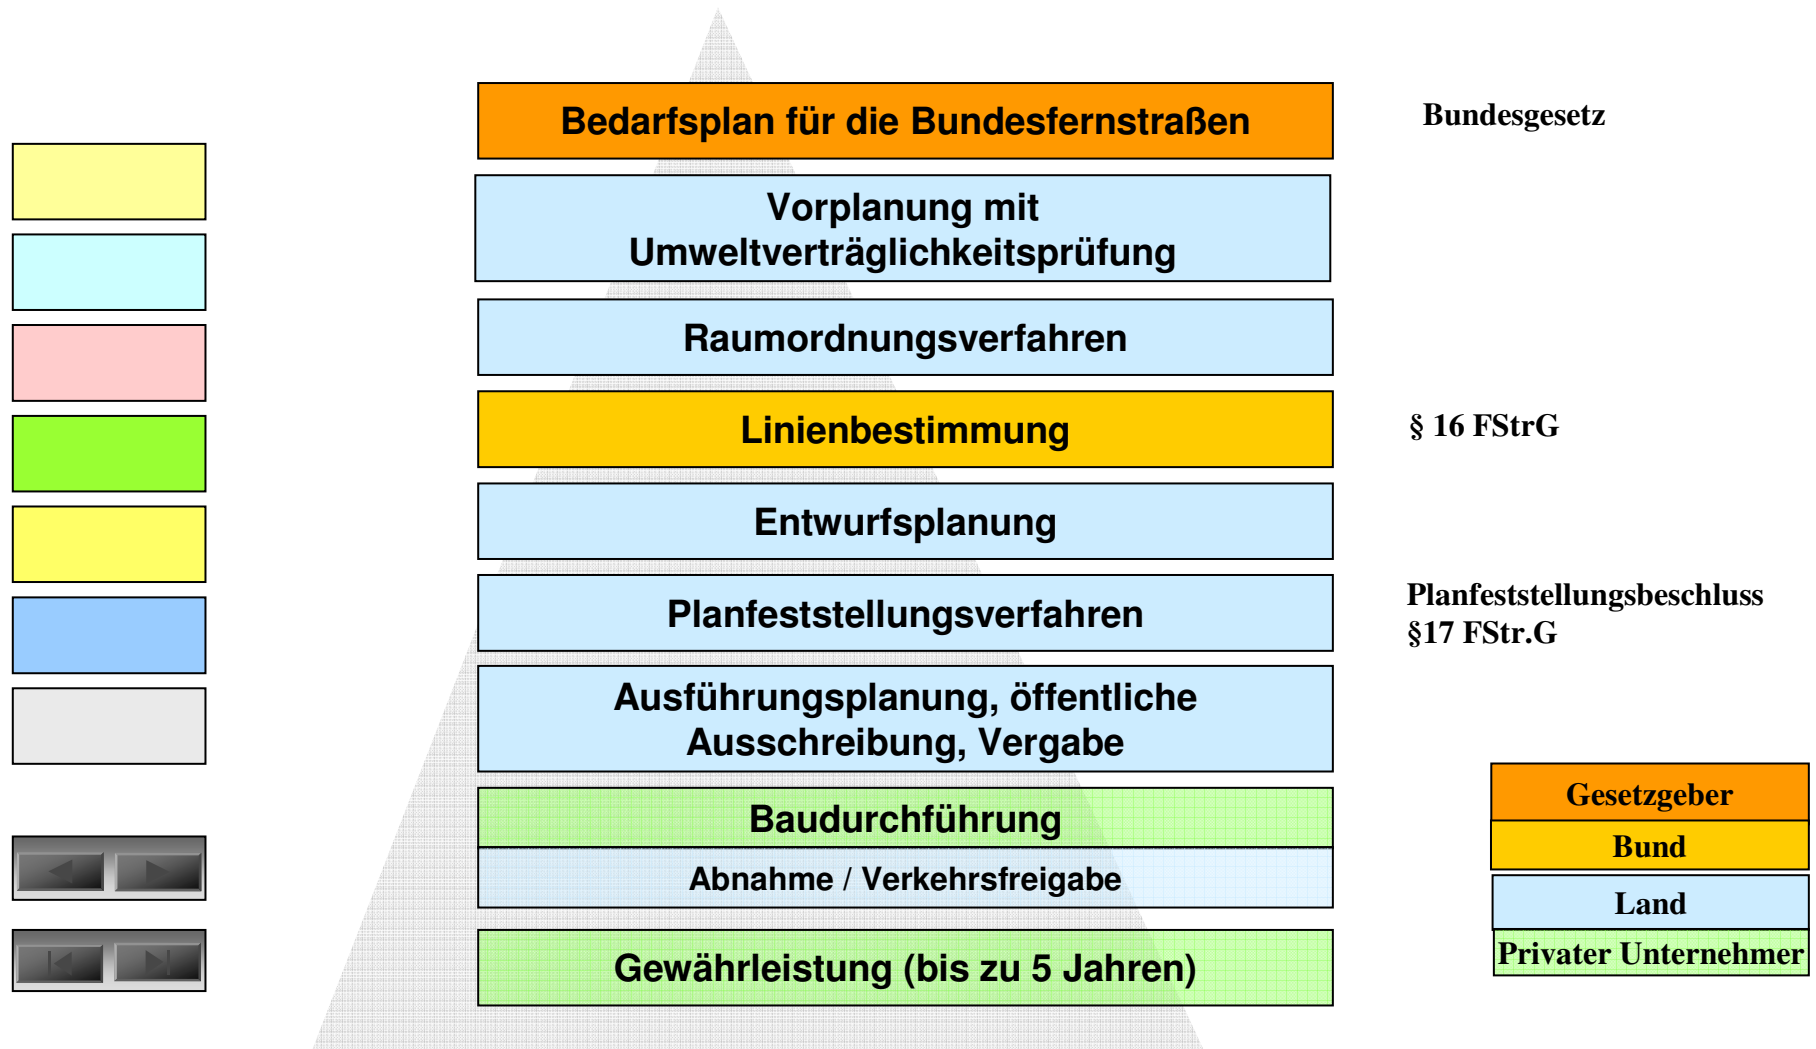 Bedarfsplan für die Bundesfernstraßen
Bundesgesetz
Vorplanung mit
Umweltverträglichkeitsprüfung
Raumordnungsverfahren
Linienbestimmung
§ 16 FStrG
Entwurfsplanung
Planfeststellungsverfahren
Planfeststellungsbeschluss
§17 FStr.G
Ausführungsplanung, öffentliche
Ausschreibung, Vergabe
Baudurchführung
Abnahme / Verkehrsfreigabe
Gewährleistung (bis zu 5 Jahren)
Gesetzgeber
Bund
Land
Privater Unternehmer